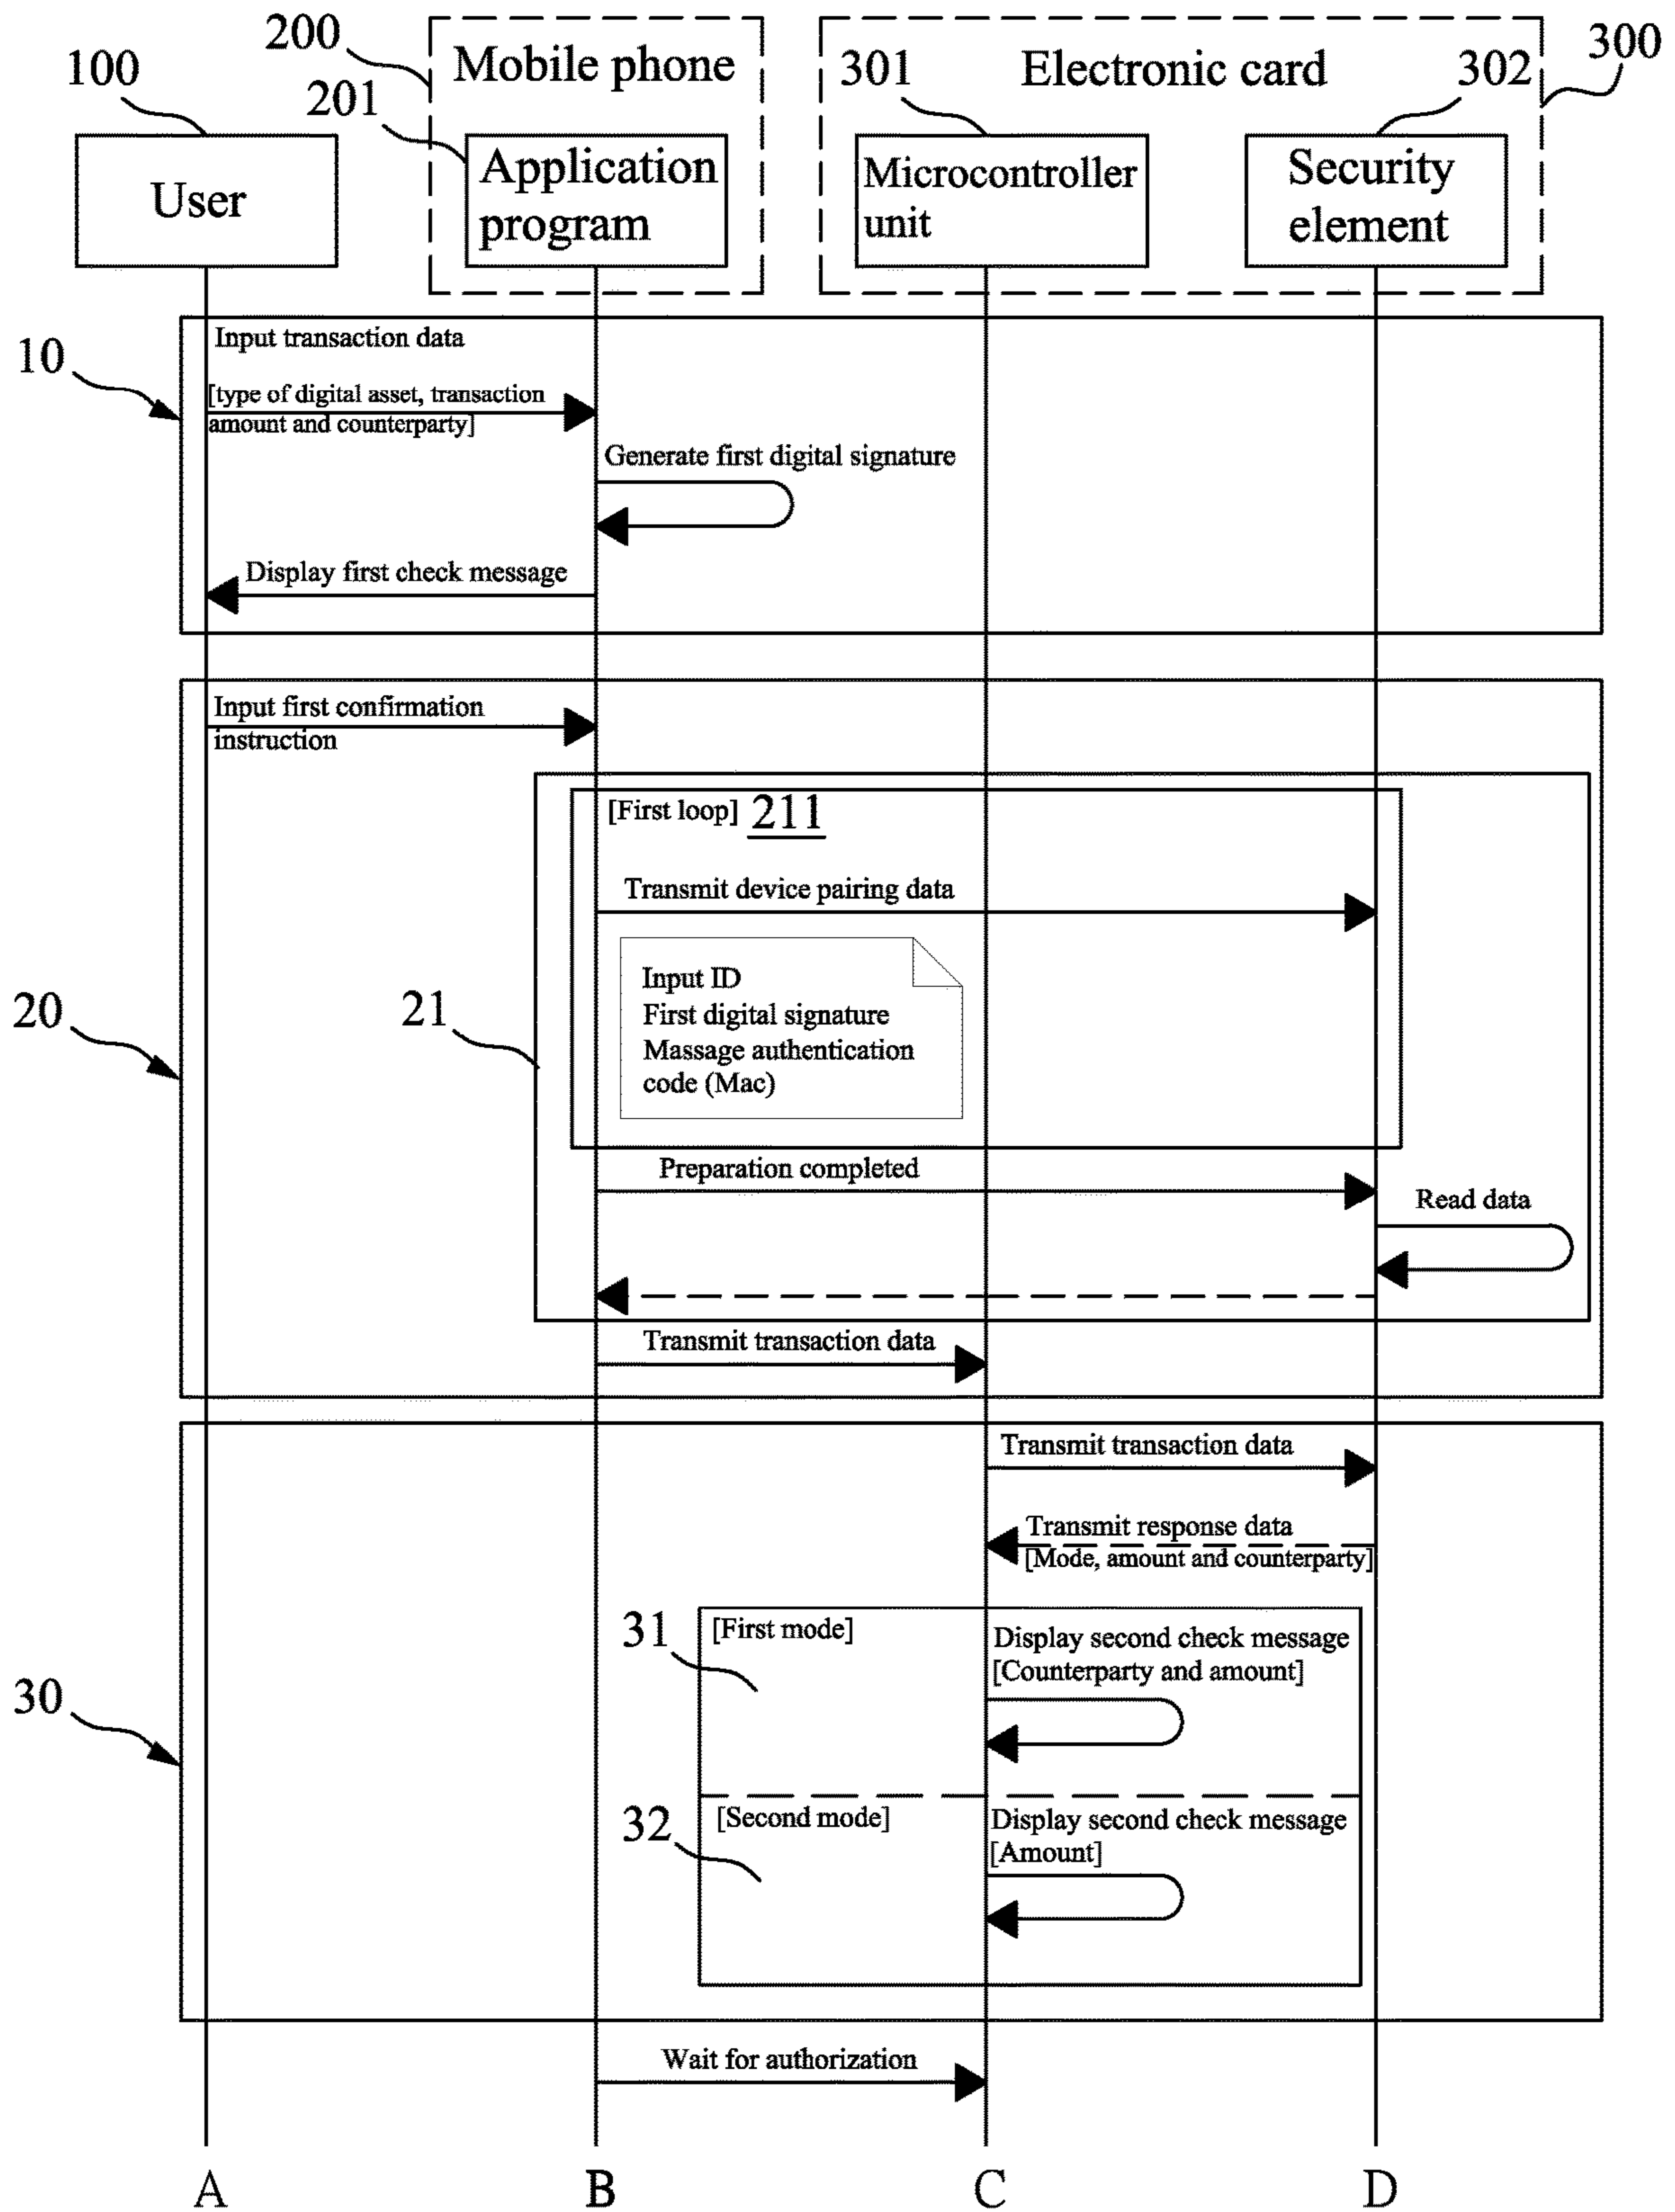 200
Mobile phone
Electronic card
300
100
201
301
302
User
Application
program
Microcontroller
unit
Security
element
10
Input transaction data
[type of digital asset, transaction
amount and counterparty]
Generate first digital signature
Display first check message
20
Input first confirmation
instruction
21
[First loop] 211
Transmit device pairing data
Input ID
First digital signature
Massage authentication
code (Mac)
Preparation completed
Read data
Transmit transaction data
30
Transmit transaction data
Transmit response data
[Mode, amount and counterparty]
31
[First mode]
Display second check message
[Counterparty and amount]
32
[Second mode]
Display second check message
[Amount]
Wait for authorization
A
B
C
D